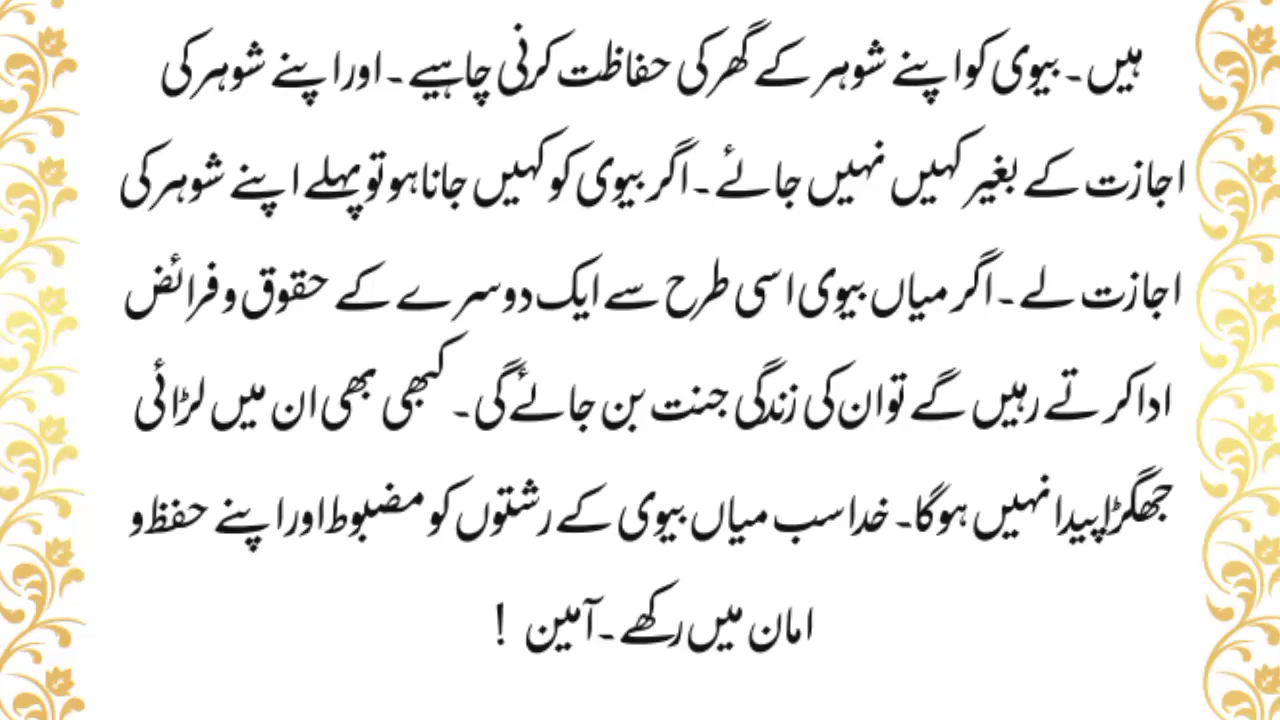 ہیں۔ بیوی کو اپنے شوہر کے گھر کی حفاظت کرنی چاہیے۔ اور اپنے شوہر کی
اجازت کے بغیر کہیں نہیں جائے۔ اگر بیوی کو کہیں جانا ہو تو پہلے اپنے شوہر کی
اجازت لے۔ اگر میاں بیوی اسی طرح سے ایک دوسرے کے حقوق و فرائض
ادا کرتے رہیں گے تو ان کی زندگی جنت بن جائے گی۔ کبھی بھی ان میں لڑائی
جھگڑا پیدا نہیں ہوگا۔ خدا سب میاں بیوی کے رشتوں کو مضبوط اور اپنے حفظ و
امان میں رکھے۔ آمین !